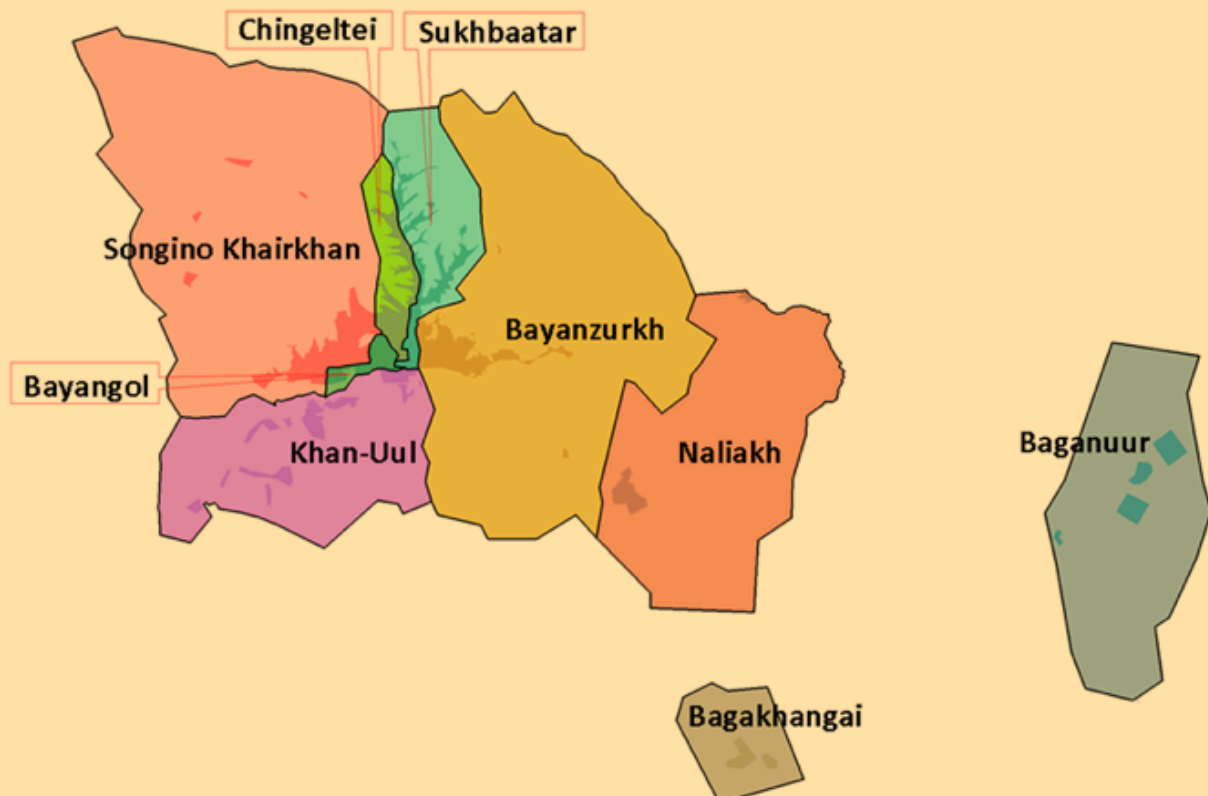 Chingeltei
Sukhbaatar
Songino Khairkhan
Bayanzurkh
Bayangol
Khan-Uul
Naliakh
Baganuur
Bagakhangai